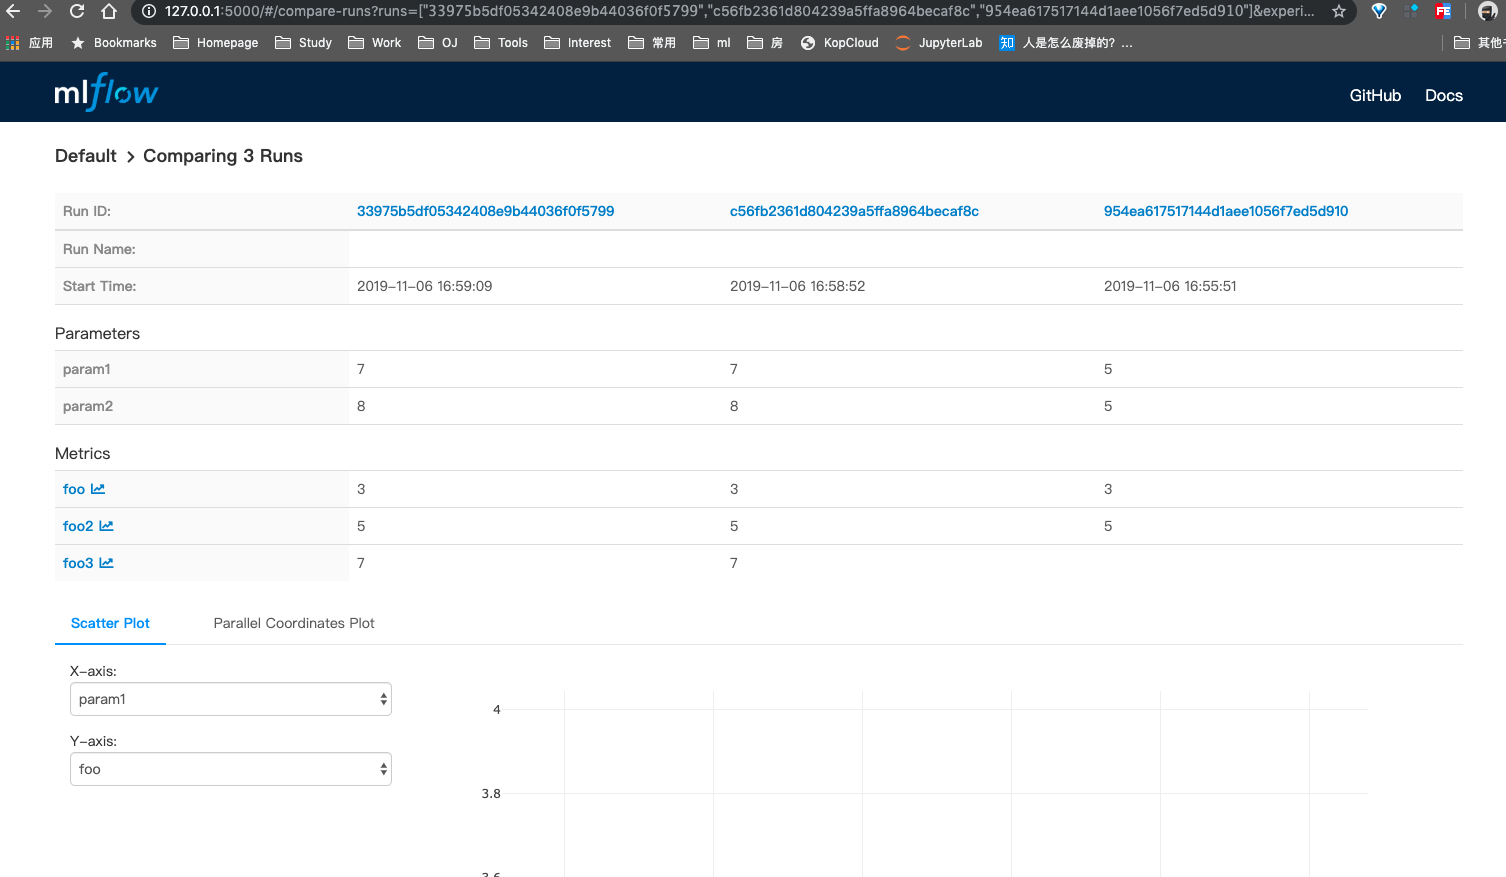 127.0.0.1:5000/#/compare-runs?runs=["33975b5df05342408e9b44036f0f5799","c56fb2361d804239a5ffa8964becaf8c","954ea617517144d1aee1056f7ed5d910"]&experi...
FE
应用 Bookmarks Homepage Study Work OJ Tools Interest 常用 ml 房 KopCloud JupyterLab 知 人是怎么废掉的？ ... 其他
mlflow GitHub Docs
Default > Comparing 3 Runs
Run ID: 33975b5df05342408e9b44036f0f5799 c56fb2361d804239a5ffa8964becaf8c 954ea617517144d1aee1056f7ed5d910
Run Name:
Start Time: 2019-11-06 16:59:09 2019-11-06 16:58:52 2019-11-06 16:55:51
Parameters
param1 7 7 5
param2 8 8 5
Metrics
foo 3 3 3
foo2 5 5 5
foo3 7 7
Scatter Plot Parallel Coordinates Plot
X-axis:
param1
Y-axis:
foo
4
3.8
3.6